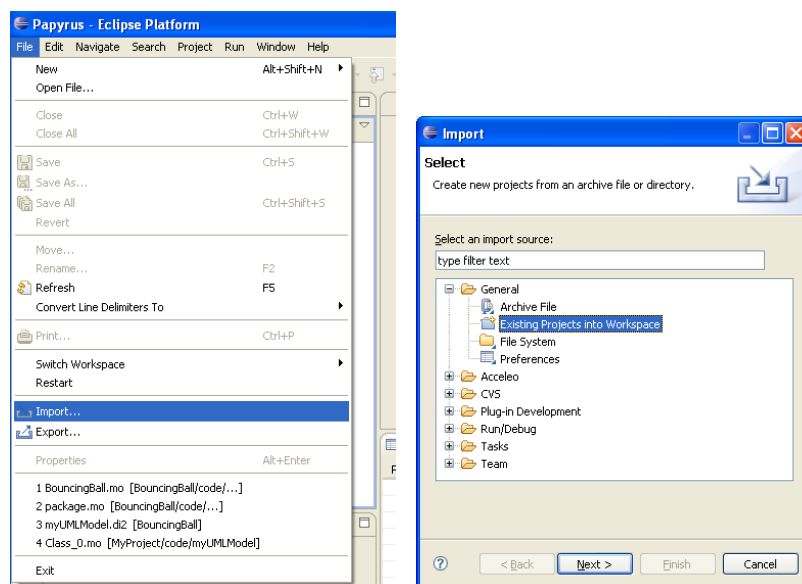 Papyrus - Eclipse Platform
File Edit Navigate Search Project Run Window Help
New Alt+Shift+N
Open File...
Close Ctrl+W
Close All Ctrl+Shift+W
Save Ctrl+S
Save As...
Save All Ctrl+Shift+S
Revert
Move...
Rename... F2
Refresh F5
Convert Line Delimiters To
Print... Ctrl+P
Switch Workspace
Restart
Import...
Export...
Properties Alt+Enter
1 BouncingBall.mo [BouncingBall/code/...]
2 package.mo [BouncingBall/code/...]
3 myUMLModel.di2 [BouncingBall]
4 Class_0.mo [MyProject/code/myUMLModel]
Exit
Import
Select
Create new projects from an archive file or directory.
Select an import source:
type filter text
General
Archive File
Existing Projects into Workspace
File System
Preferences
Acceleo
CVS
Plug-in Development
Run/Debug
Tasks
Team
< Back Next > Finish Cancel